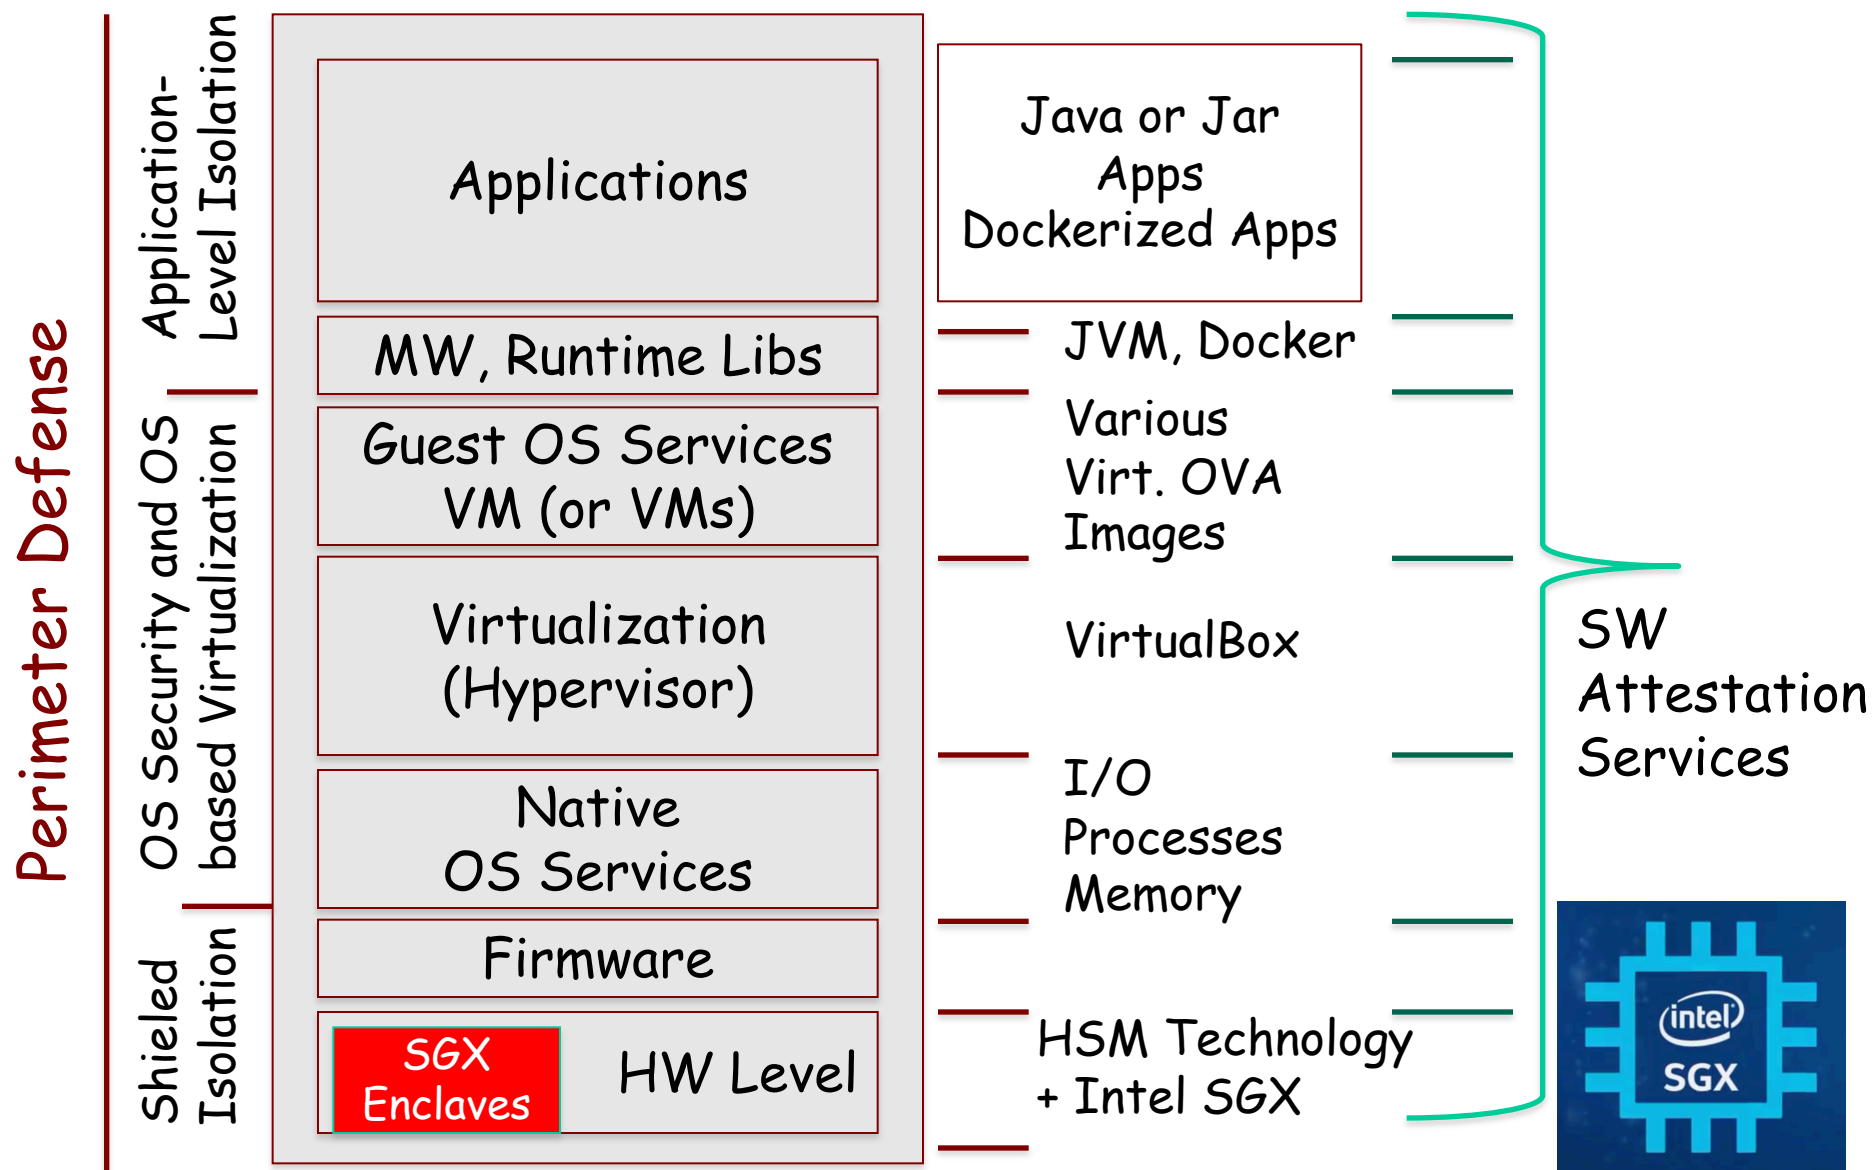 Perimeter Defense
Application-
Level Isolation
OS Security and OS
based Virtualization
Shieled
Isolation
Applications
MW, Runtime Libs
Guest OS Services
VM (or VMs)
Virtualization
(Hypervisor)
Native
OS Services
Firmware
SGX
Enclaves
HW Level
Java or Jar
Apps
Dockerized Apps
JVM, Docker
Various
Virt. OVA
Images
VirtualBox
I/O
Processes
Memory
HSM Technology
+ Intel SGX
SW
Attestation
Services
intel
SGX